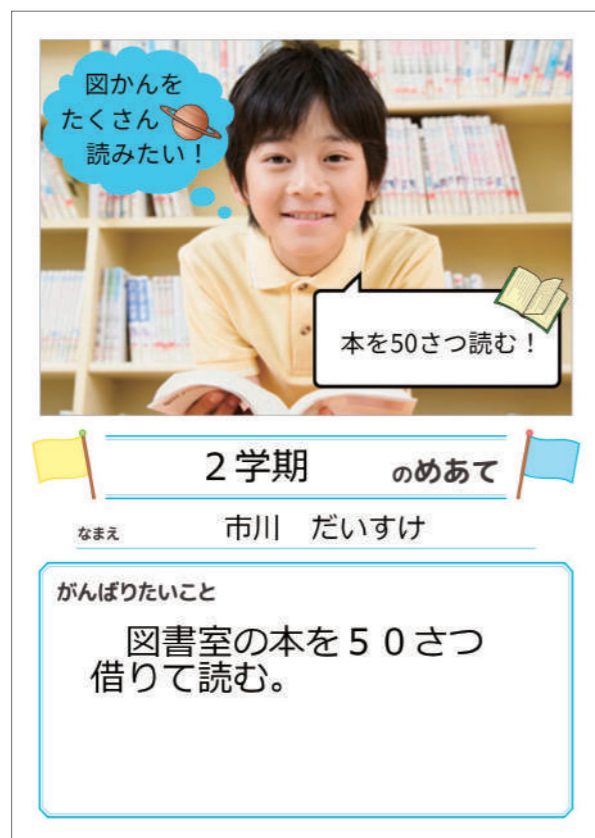 図かんを
たくさん
読みたい！
本を50さつ読む！
２学期　のめあて
なまえ　市川　だいすけ
がんばりたいこと
　図書室の本を５０さつ
借りて読む。